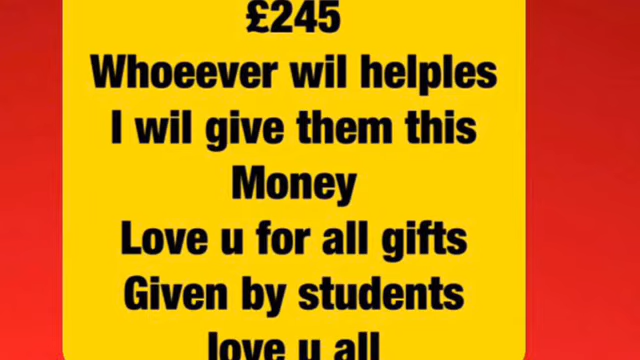 £245
Whoeever wil helples
I wil give them this
Money
Love u for all gifts
Given by students
love u all